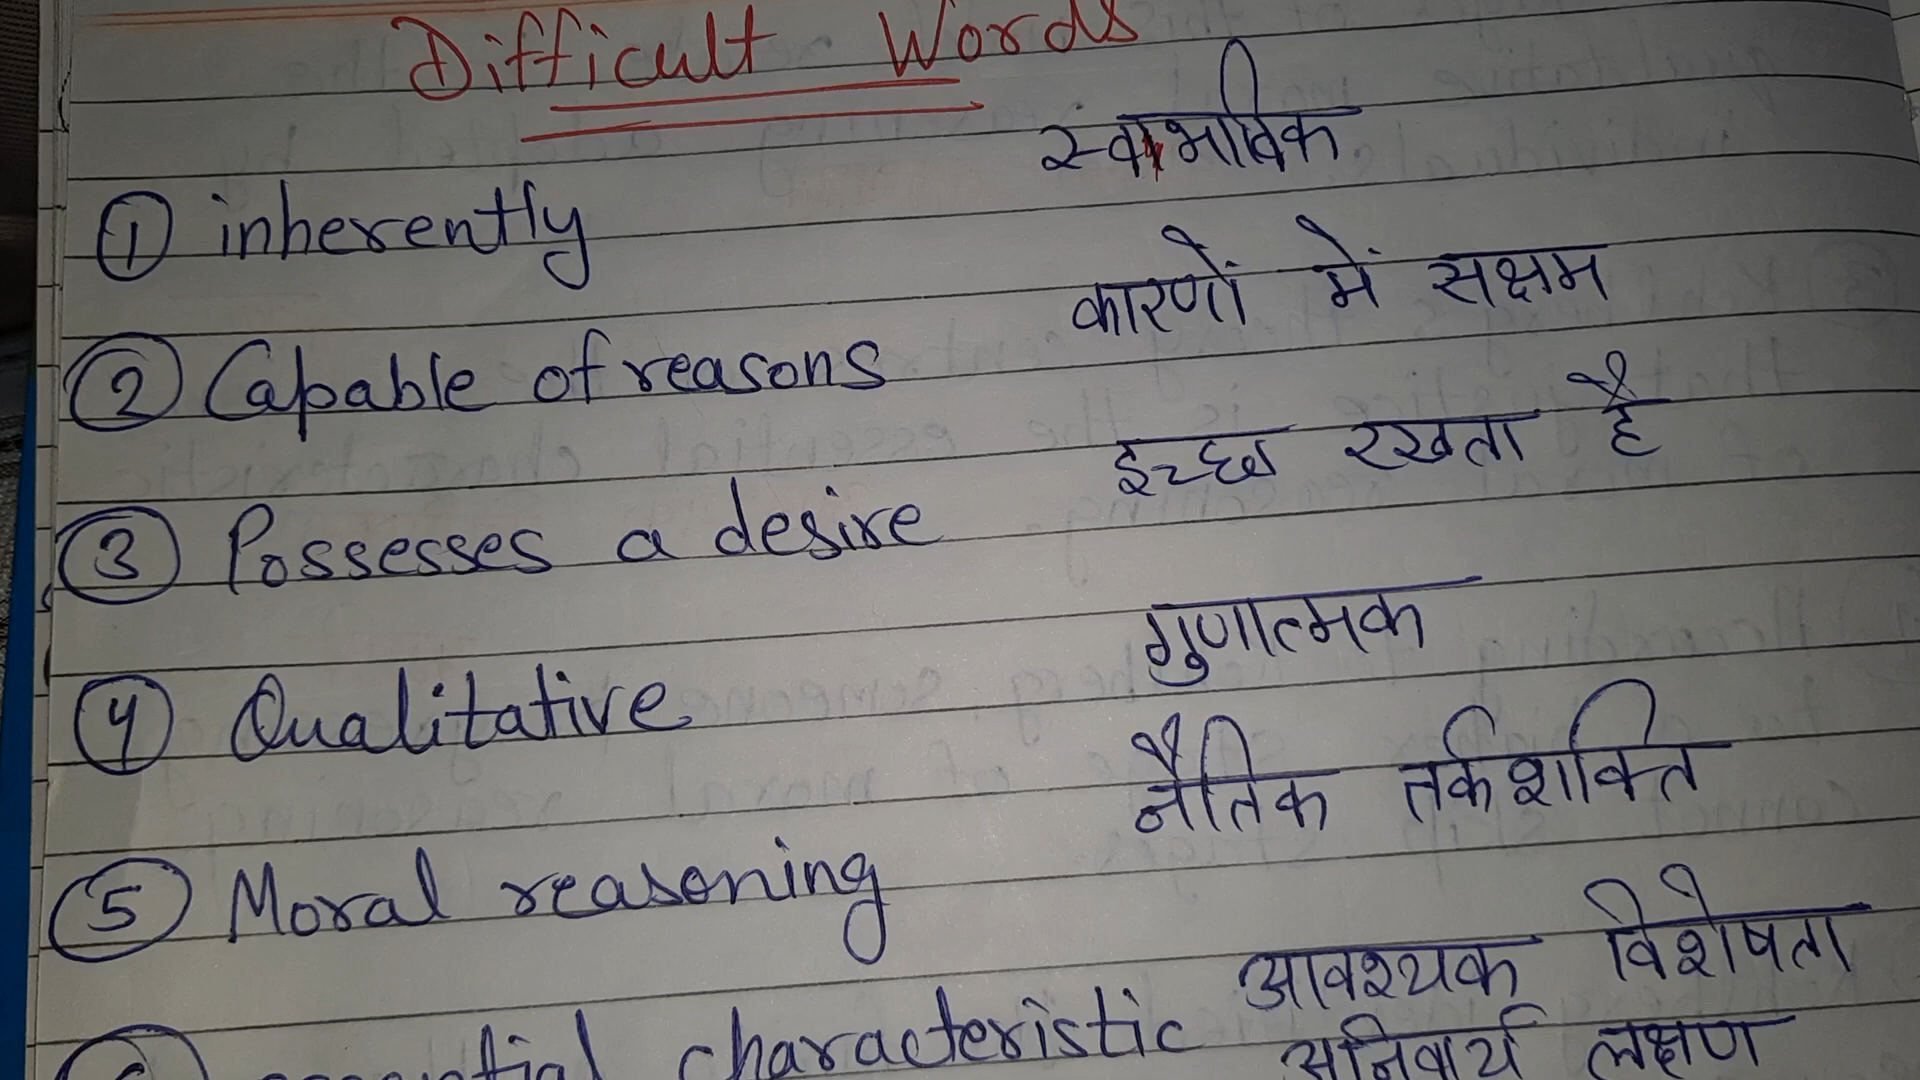 Difficult Words
① inherently स्वाभाविक
② Capable of reasons कारणों में सक्षम
③ Possesses a desire इच्छा रखता है
④ Qualitative गुणात्मक
⑤ Moral reasoning नैतिक तर्कशक्ति
essential characteristic आवश्यक विशेषता
अनिवार्य लक्षण